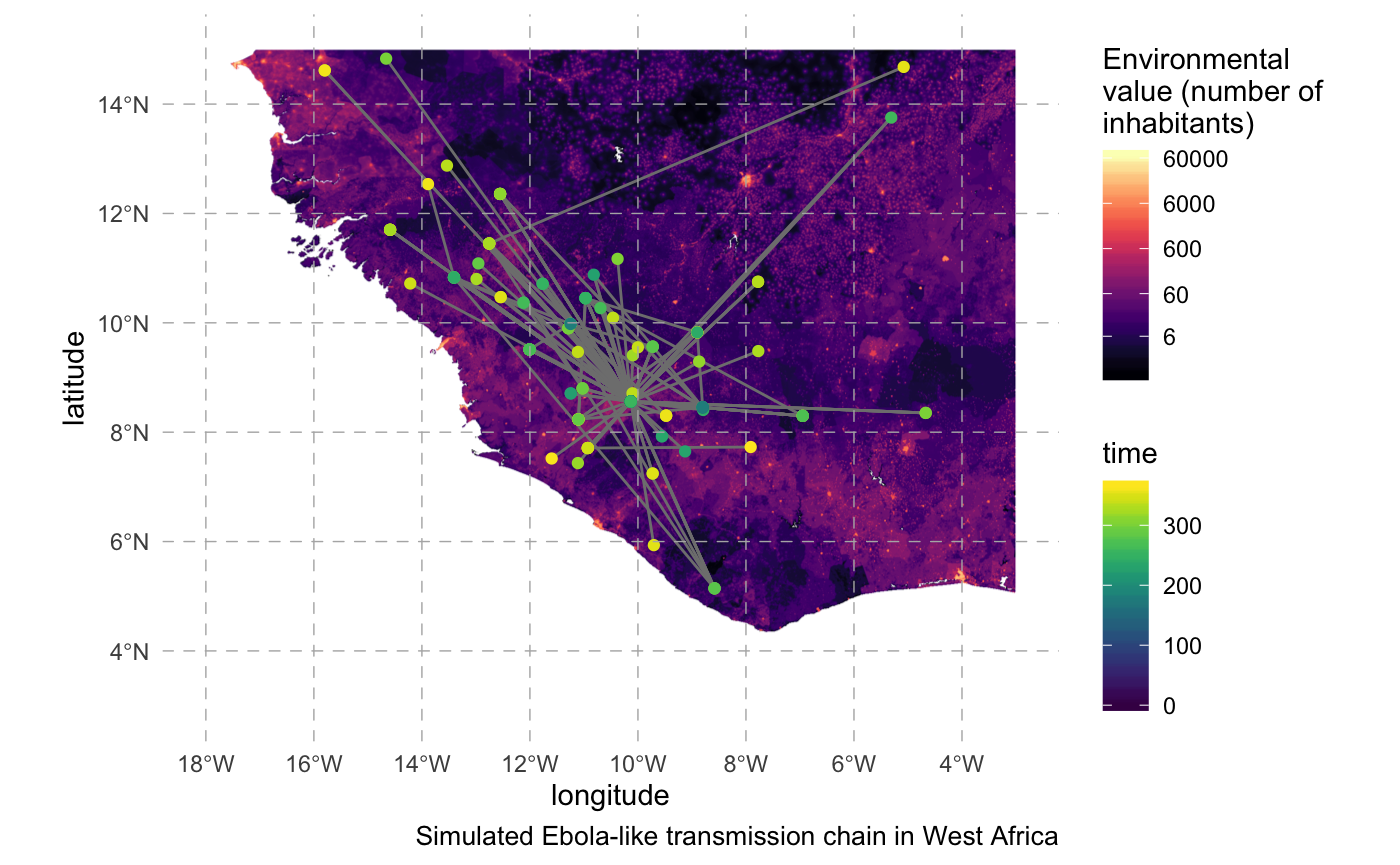 14°N
12°N
10°N
8°N
6°N
4°N
latitude
18°W 16°W 14°W 12°W 10°W 8°W 6°W 4°W
longitude
Simulated Ebola-like transmission chain in West Africa
Environmental
value (number of
inhabitants)
60000
6000
600
60
6
time
300
200
100
0